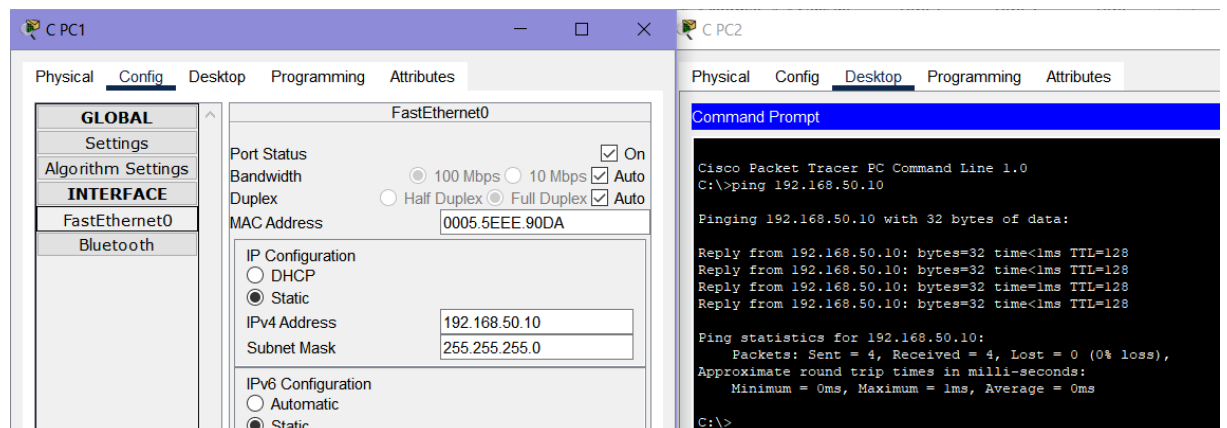 C PC1
Physical Config Desktop Programming Attributes
GLOBAL
Settings
Algorithm Settings
INTERFACE
FastEthernet0
Bluetooth
FastEthernet0
Port Status On
Bandwidth 100 Mbps 10 Mbps Auto
Duplex Half Duplex Full Duplex Auto
MAC Address 0005.5EEE.90DA
IP Configuration
DHCP
Static
IPv4 Address 192.168.50.10
Subnet Mask 255.255.255.0
IPv6 Configuration
Automatic
Static
C PC2
Physical Config Desktop Programming Attributes
Command Prompt
Cisco Packet Tracer PC Command Line 1.0
C:\>ping 192.168.50.10
Pinging 192.168.50.10 with 32 bytes of data:
Reply from 192.168.50.10: bytes=32 time<1ms TTL=128
Reply from 192.168.50.10: bytes=32 time<1ms TTL=128
Reply from 192.168.50.10: bytes=32 time=1ms TTL=128
Reply from 192.168.50.10: bytes=32 time<1ms TTL=128
Ping statistics for 192.168.50.10:
Packets: Sent = 4, Received = 4, Lost = 0 (0% loss),
Approximate round trip times in milli-seconds:
Minimum = 0ms, Maximum = 1ms, Average = 0ms
C:\>